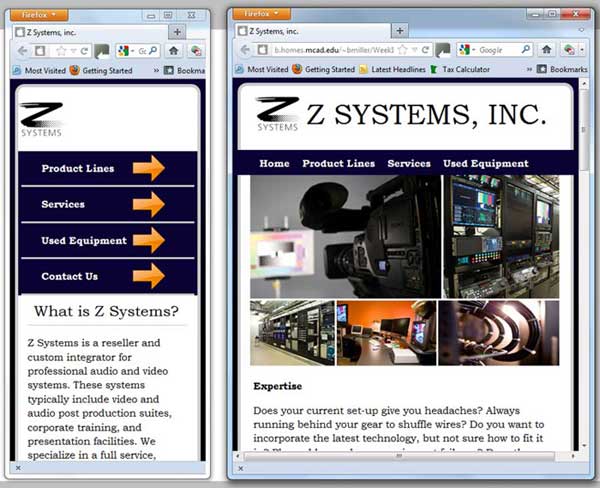 Firefox
Z Systems, inc.
Most Visited
Getting Started
Bookma
Z
SYSTEMS
Product Lines
Services
Used Equipment
Contact Us
What is Z Systems?
Z Systems is a reseller and
custom integrator for
professional audio and video
systems. These systems
typically include video and
audio post production suites,
corporate training, and
presentation facilities. We
specialize in a full service,
Firefox
Z Systems, inc.
b.homes.mcad.edu/~bmiller/Week1
Google
Most Visited
Getting Started
Latest Headlines
Tax Calculator
Bookmarks
Z
SYSTEMS
Z SYSTEMS, INC.
Home Product Lines Services Used Equipment
Expertise
Does your current set-up give you headaches? Always
running behind your gear to shuffle wires? Do you want to
incorporate the latest technology, but not sure how to fit it